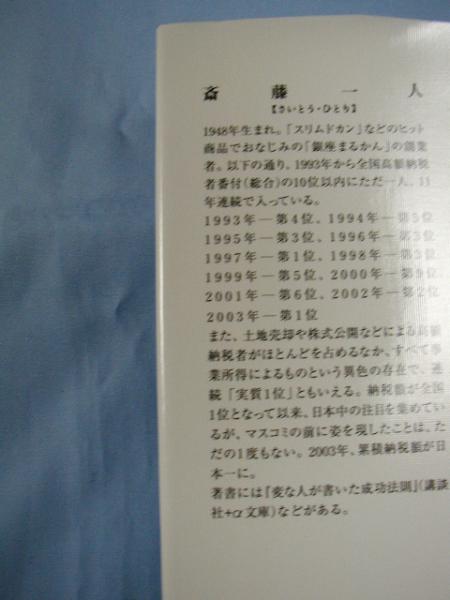 斎藤一人
【さいとう・ひとり】
1948年生まれ。「スリムドカン」などのヒット
商品でおなじみの「銀座まるかん」の創業
者。以下の通り、1993年から全国高額納税
者番付(総合)の10位以内にただ一人、11
年連続で入っている。
1993年―第4位、1994年―第5位
1995年―第3位、1996年―第3位
1997年―第1位、1998年―第3位
1999年―第5位、2000年―第5位
2001年―第6位、2002年―第2位
2003年―第1位
また、土地売却や株式公開などによる高額
納税者がほとんどを占めるなか、すべて事
業所得によるものという異色の存在で、連
続「実質1位」ともいえる。納税額が全国
1位となって以来、日本中の注目を集めてい
るが、マスコミの前に姿を現したことは、た
だの1度もない。2003年、累積納税額が日
本一に。
著書には『変な人が書いた成功法則』(講談
社+α文庫)などがある。